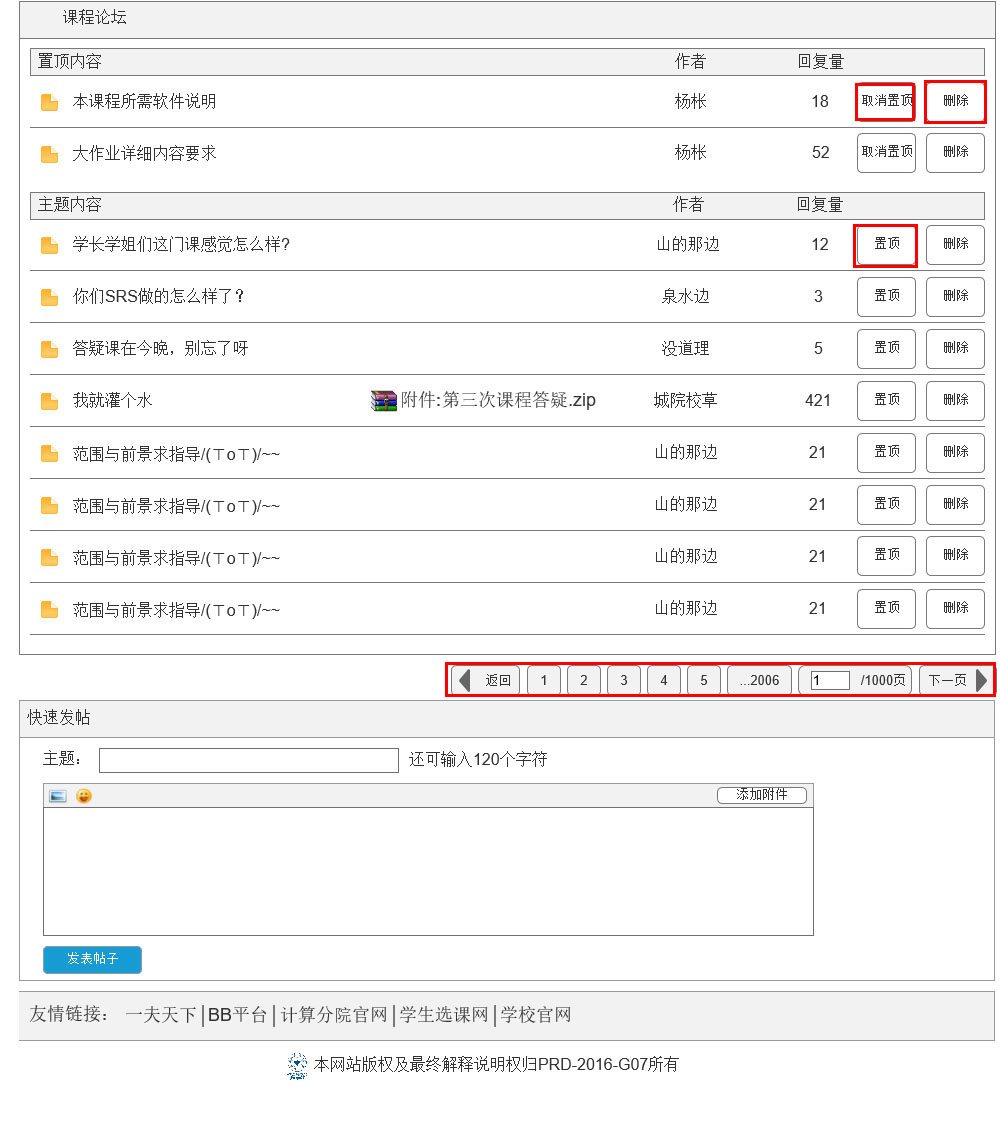 课程论坛
置顶内容 作者 回复量
本课程所需软件说明 杨枨 18 取消置顶 删除
大作业详细内容要求 杨枨 52 取消置顶 删除
主题内容 作者 回复量
学长学姐们这门课感觉怎么样? 山的那边 12 置顶 删除
你们SRS做的怎么样了？ 泉水边 3 置顶 删除
答疑课在今晚，别忘了呀 没道理 5 置顶 删除
我就灌个水 附件:第三次课程答疑.zip 城院校草 421 置顶 删除
范围与前景求指导/(ㄒoㄒ)/~~ 山的那边 21 置顶 删除
范围与前景求指导/(ㄒoㄒ)/~~ 山的那边 21 置顶 删除
范围与前景求指导/(ㄒoㄒ)/~~ 山的那边 21 置顶 删除
范围与前景求指导/(ㄒoㄒ)/~~ 山的那边 21 置顶 删除
返回 1 2 3 4 5 ...2006 1 /1000页 下一页
快速发帖
主题： 还可输入120个字符
添加附件
发表帖子
友情链接： 一夫天下|BB平台|计算分院官网|学生选课网|学校官网
本网站版权及最终解释说明权归PRD-2016-G07所有